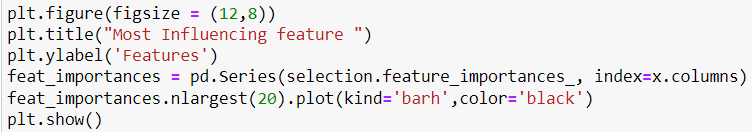 plt.figure(figsize = (12,8))
plt.title("Most Influencing feature ")
plt.ylabel('Features')
feat_importances = pd.Series(selection.feature_importances_, index=x.columns)
feat_importances.nlargest(20).plot(kind='barh',color='black')
plt.show()